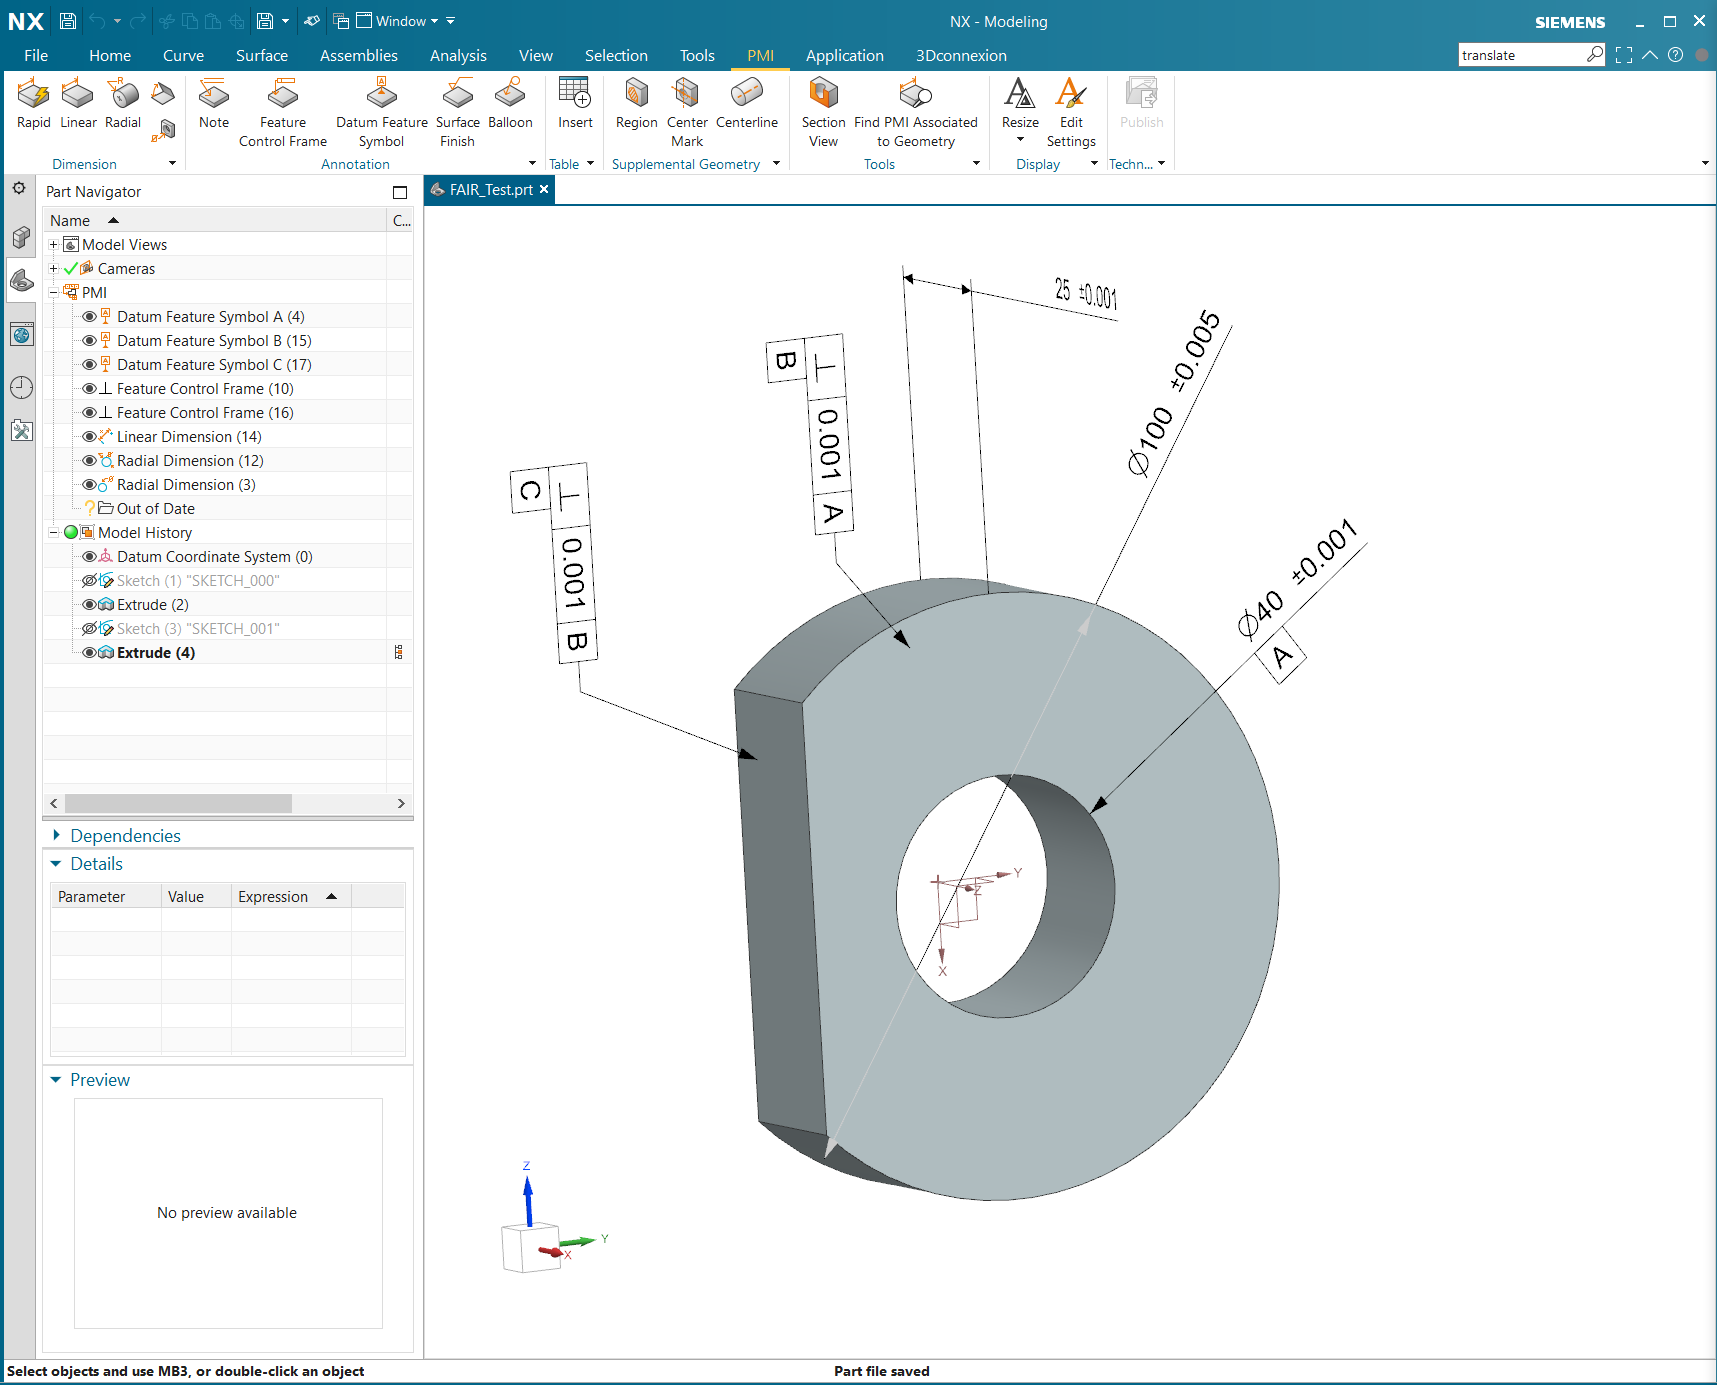 NX
Window
NX - Modeling
SIEMENS
File Home Curve Surface Assemblies Analysis View Selection Tools PMI Application 3Dconnexion
translate
Rapid Linear Radial
Dimension
Note
Feature Control Frame
Datum Feature Symbol
Surface Finish
Balloon
Annotation
Insert
Table
Region
Center Mark
Centerline
Supplemental Geometry
Section View
Find PMI Associated to Geometry
Tools
Resize
Edit Settings
Display
Publish
Techn...
Part Navigator
FAIR_Test.prt
Name C...
Model Views
Cameras
PMI
Datum Feature Symbol A (4)
Datum Feature Symbol B (15)
Datum Feature Symbol C (17)
Feature Control Frame (10)
Feature Control Frame (16)
Linear Dimension (14)
Radial Dimension (12)
Radial Dimension (3)
Out of Date
Model History
Datum Coordinate System (0)
Sketch (1) "SKETCH_000"
Extrude (2)
Sketch (3) "SKETCH_001"
Extrude (4)
Dependencies
Details
Parameter Value Expression
Preview
No preview available
25 ±0.001
Ø100 ±0.005
Ø40 ±0.001
A
B
⊥ 0.001 A
C
⊥ 0.001 B
Y
Z
X
Z
Y
X
Select objects and use MB3, or double-click an object
Part file saved